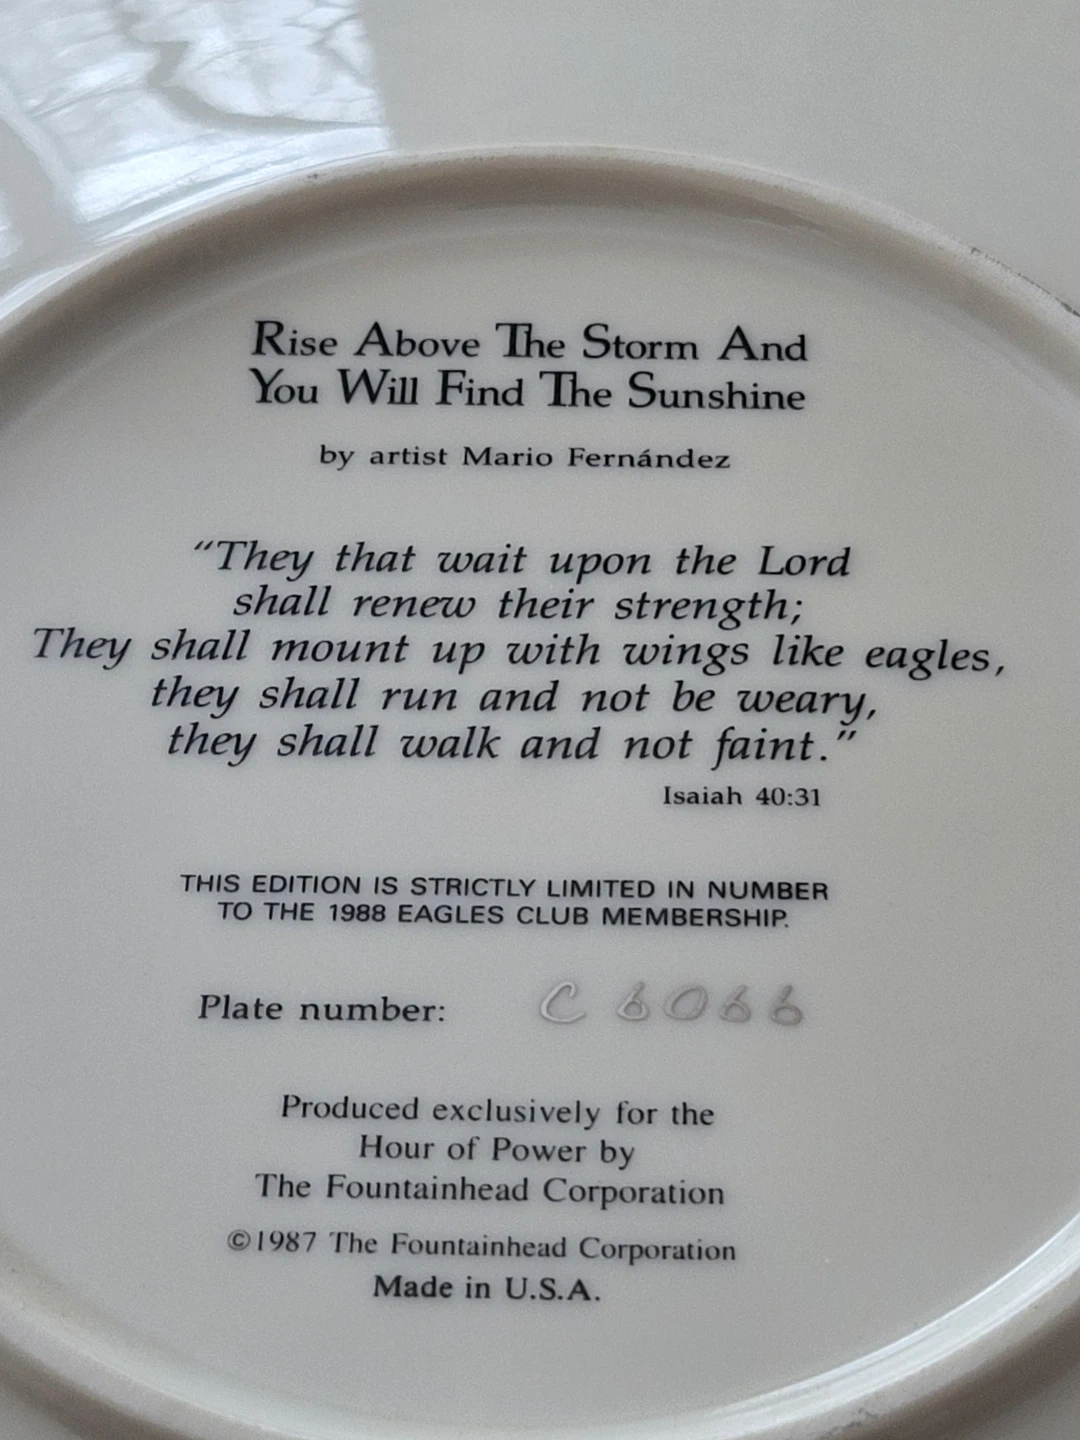 Rise Above The Storm And
You Will Find The Sunshine
by artist Mario Fernández
“They that wait upon the Lord
shall renew their strength;
They shall mount up with wings like eagles,
they shall run and not be weary,
they shall walk and not faint.”
Isaiah 40:31
THIS EDITION IS STRICTLY LIMITED IN NUMBER
TO THE 1988 EAGLES CLUB MEMBERSHIP.
Plate number: C 6066
Produced exclusively for the
Hour of Power by
The Fountainhead Corporation
©1987 The Fountainhead Corporation
Made in U.S.A.